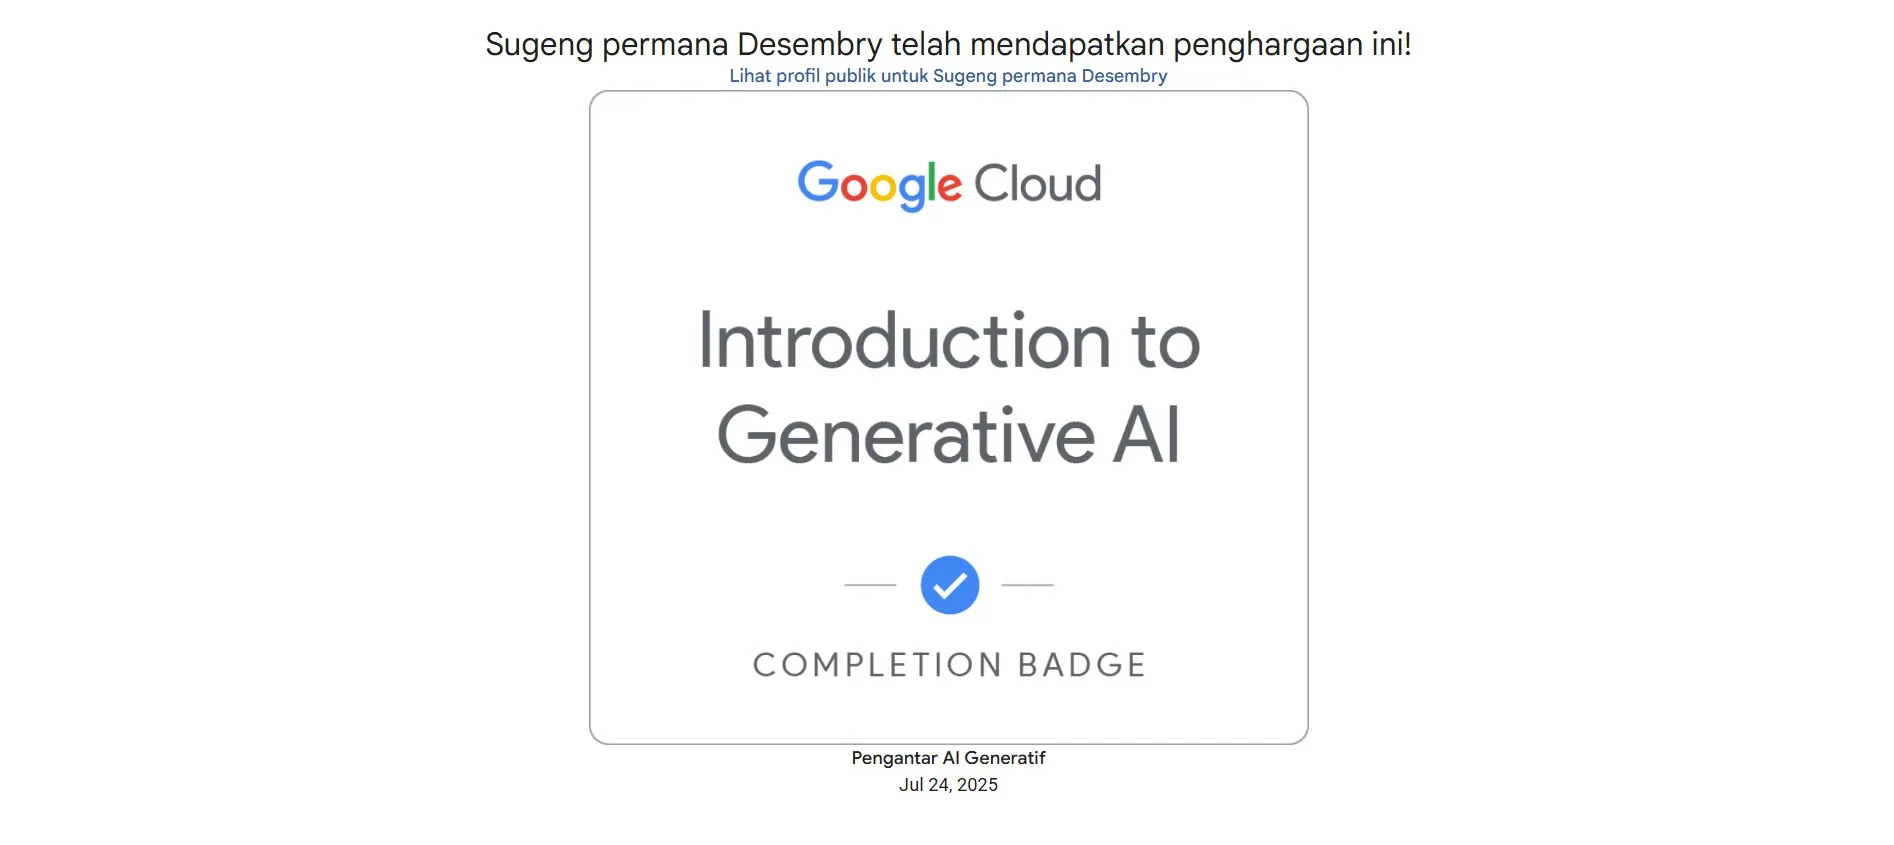 Sugeng permana Desembry telah mendapatkan penghargaan ini!
Lihat profil publik untuk Sugeng permana Desembry
Google Cloud
Introduction to
Generative AI
COMPLETION BADGE
Pengantar AI Generatif
Jul 24, 2025